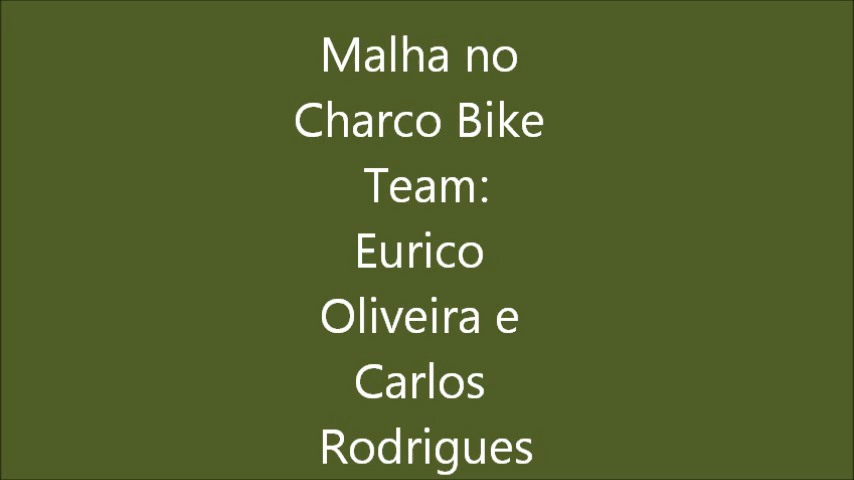 Malha no
Charco Bike
Team:
Eurico
Oliveira e
Carlos
Rodrigues